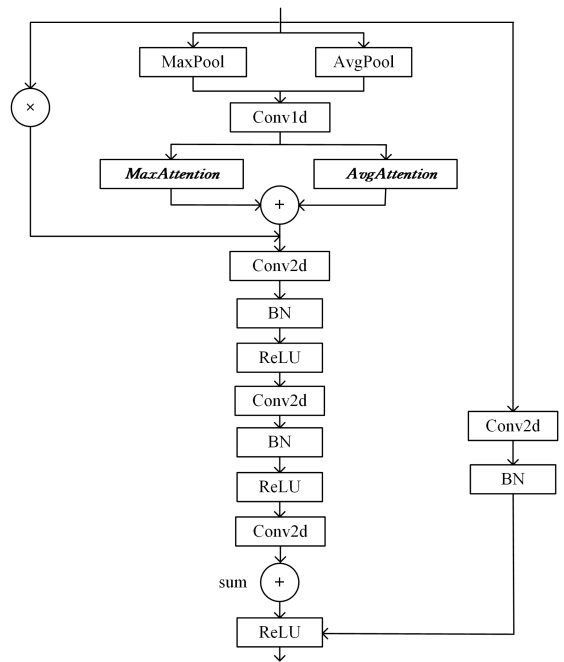 MaxPool AvgPool
×
Conv1d
MaxAttention AvgAttention
+
Conv2d
BN
ReLU
Conv2d
Conv2d
BN
BN
ReLU
Conv2d
sum +
ReLU